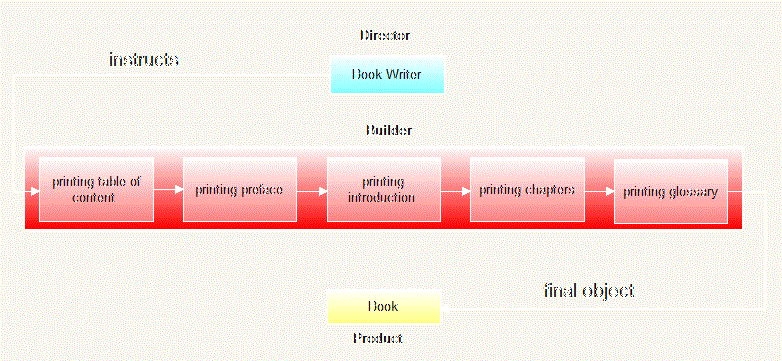 Director
instructs
Book Writer
Builder
printing table of
content
printing preface
printing
introduction
printing chapters
printing glossary
final object
Book
Product